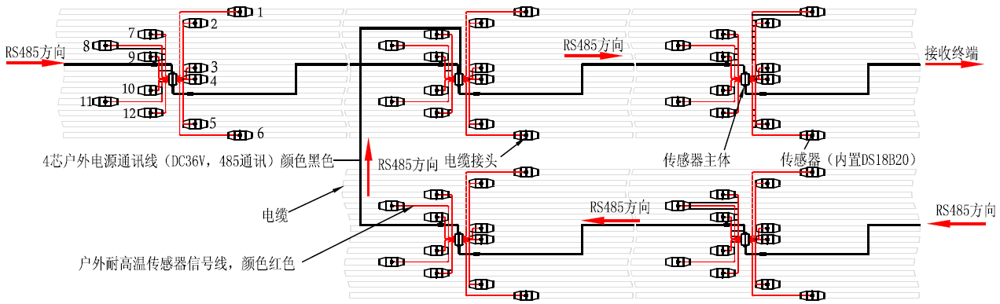 1
2
7
8
RS485方向
9
3
4
10
11
12
5
6
RS485方向
接收终端
4芯户外电源通讯线（DC36V，485通讯）颜色黑色
RS485方向
电缆接头
传感器主体
传感器（内置DS18B20）
电缆
RS485方向
RS485方向
户外耐高温传感器信号线，颜色红色